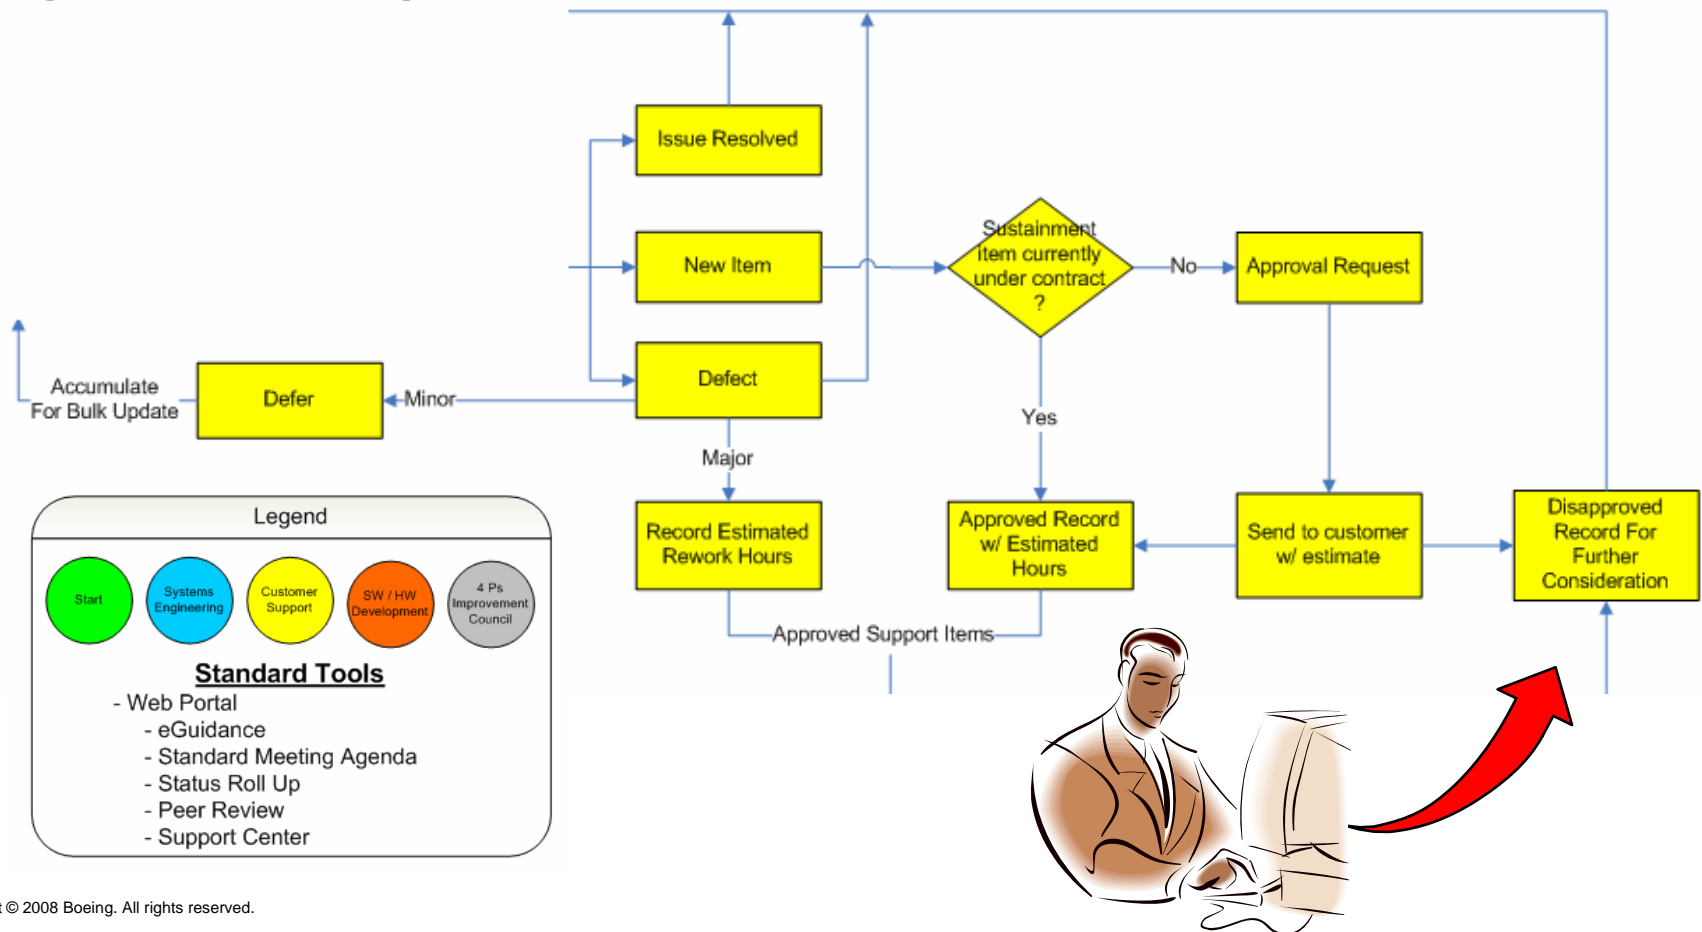 Issue Resolved
Sustainment
item currently
under contract
?
New Item
No
Approval Request
Defect
Accumulate
For Bulk Update
Defer
Minor
Yes
Major
Record Estimated
Rework Hours
Approved Record
w/ Estimated
Hours
Send to customer
w/ estimate
Disapproved
Record For
Further
Consideration
Approved Support Items
Legend
Start
Systems
Engineering
Customer
Support
SW / HW
Development
4 Ps
Improvement
Council
Standard Tools
- Web Portal
- eGuidance
- Standard Meeting Agenda
- Status Roll Up
- Peer Review
- Support Center
t © 2008 Boeing. All rights reserved.